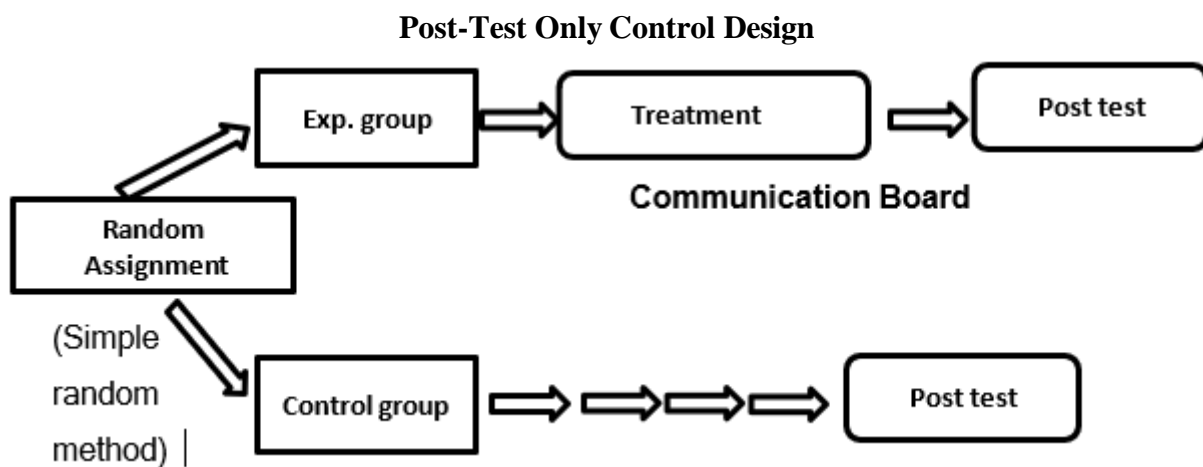 Post-Test Only Control Design
Exp. group
Treatment
Post test
Communication Board
Random
Assignment
(Simple
random
method)
Control group
Post test